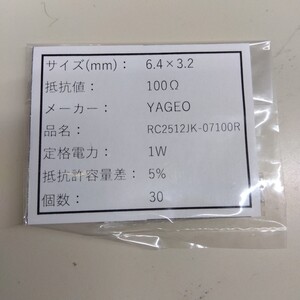 サイズ(mm)： 6.4×3.2
抵抗値： 100Ω
メーカー： YAGEO
品名： RC2512JK-07100R
定格電力： 1W
抵抗許容量差： 5%
個数： 30